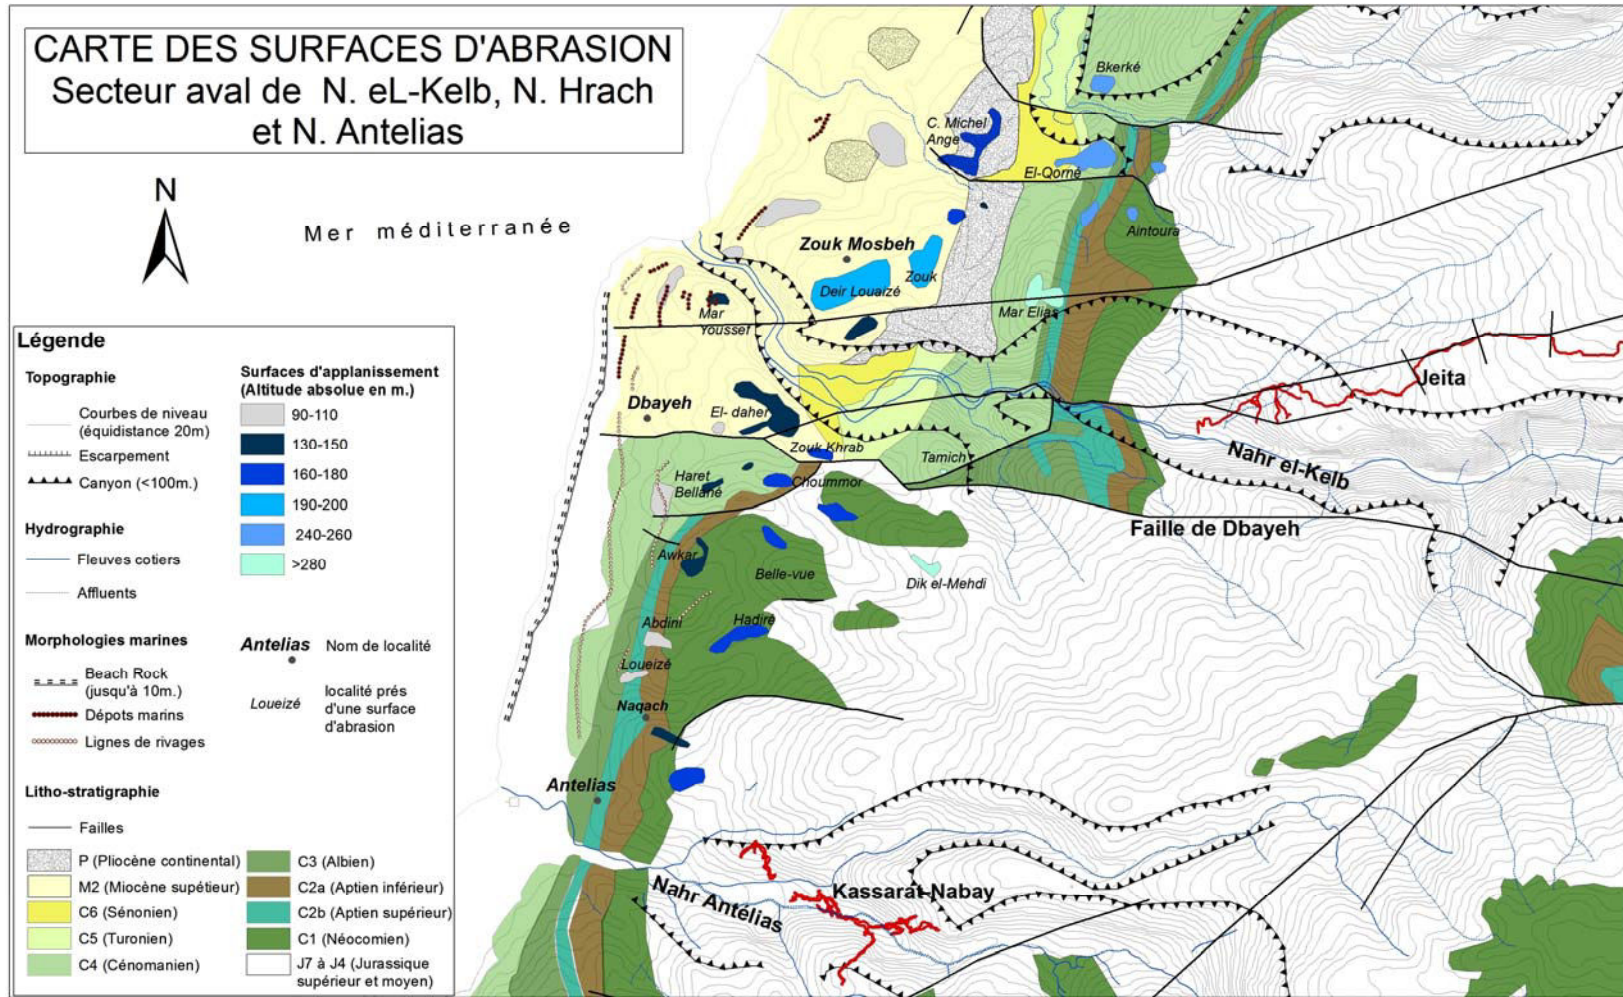 CARTE DES SURFACES D'ABRASION
Secteur aval de N. eL-Kelb, N. Hrach
et N. Antelias
N
Mer méditerranée
Bkerké
C. Michel
Ange
El-Qorne
Aintoura
Zouk Mosbeh
Zouk
Deir Louaizé
Mar Elias
Mar
Youssef
Jeita
Dbayeh
El- daher
Zouk Khrab
Tamich
Nahr el-Kelb
Haret
Bellané
Choummor
Faille de Dbayeh
Awkar
Belle-vue
Dik el-Mehdi
Abdini
Hadiré
Loueizé
Naqach
Antelias
Kassarat-Nabay
Nahr Antélias
Légende
Topographie
Courbes de niveau
(équidistance 20m)
Escarpement
Canyon (<100m.)
Hydrographie
Fleuves cotiers
Affluents
Morphologies marines
Beach Rock
(jusqu'à 10m.)
Dépots marins
Lignes de rivages
Surfaces d'applanissement
(Altitude absolue en m.)
90-110
130-150
160-180
190-200
240-260
>280
Antelias Nom de localité
Loueizé
localité prés
d'une surface
d'abrasion
Litho-stratigraphie
Failles
P (Pliocène continental)
M2 (Miocène supétieur)
C6 (Sénonien)
C5 (Turonien)
C4 (Cénomanien)
C3 (Albien)
C2a (Aptien inférieur)
C2b (Aptien supérieur)
C1 (Néocomien)
J7 à J4 (Jurassique
supérieur et moyen)